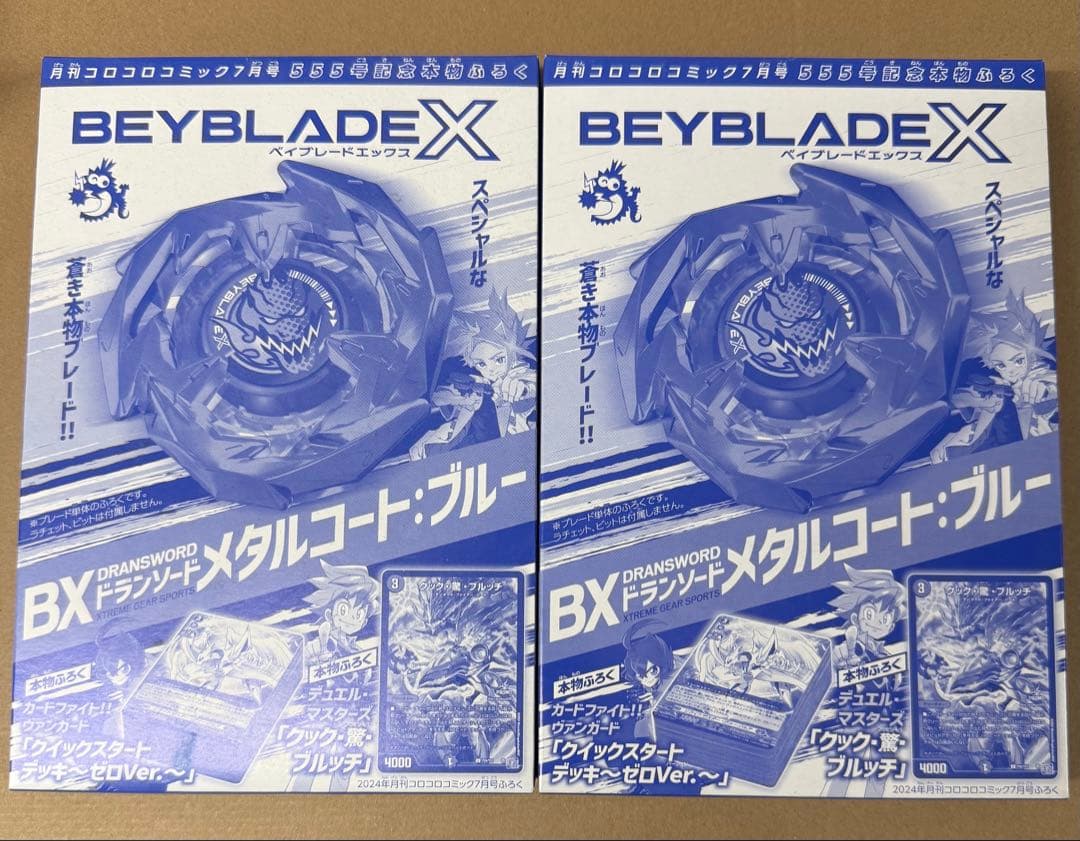 月刊コロコロコミック7月号 555号記念本物ふろく
BEYBLADE X
ベイブレードエックス
スペシャルな
蒼き本物ブレード!!
BEYBLADE X
※ブレード単体のふろくです。
ラチェット、ビットは付属しません。
BX
DRANSWORD
ドランソード
メタルコート:ブルー
XTREME GEAR SPORTS
本物ふろく
カードファイト!!
ヴァンガード
「クイックスタート
デッキ〜ゼロVer.〜」
本物ふろく
デュエル・
マスターズ
「クック・驚・
ブルッチ」
3
クック・驚・ブルッチ
4000
2024年月刊コロコロコミック7月号ふろく
月刊コロコロコミック7月号 555号記念本物ふろく
BEYBLADE X
ベイブレードエックス
スペシャルな
蒼き本物ブレード!!
BEYBLADE X
※ブレード単体のふろくです。
ラチェット、ビットは付属しません。
BX
DRANSWORD
ドランソード
メタルコート:ブルー
XTREME GEAR SPORTS
本物ふろく
カードファイト!!
ヴァンガード
「クイックスタート
デッキ〜ゼロVer.〜」
本物ふろく
デュエル・
マスターズ
「クック・驚・
ブルッチ」
3
クック・驚・ブルッチ
4000
2024年月刊コロコロコミック7月号ふろく